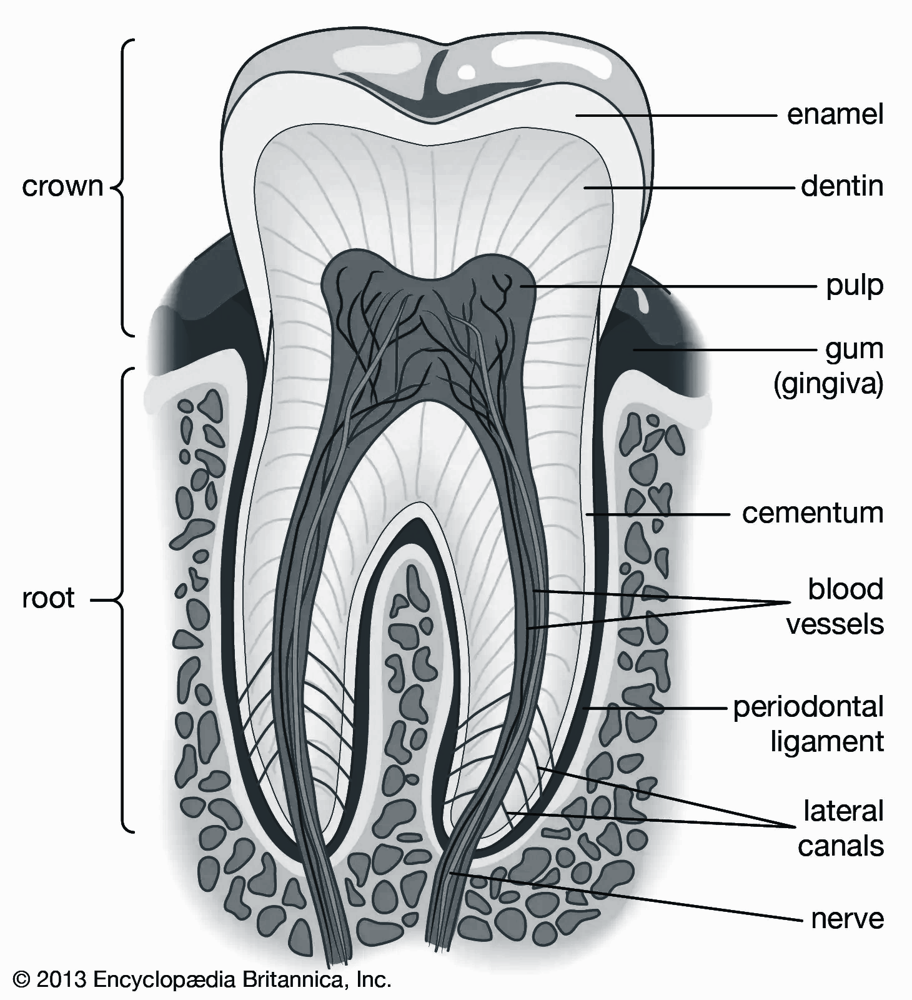 crown
root
enamel
dentin
pulp
gum
(gingiva)
cementum
blood
vessels
periodontal
ligament
lateral
canals
nerve
© 2013 Encyclopædia Britannica, Inc.